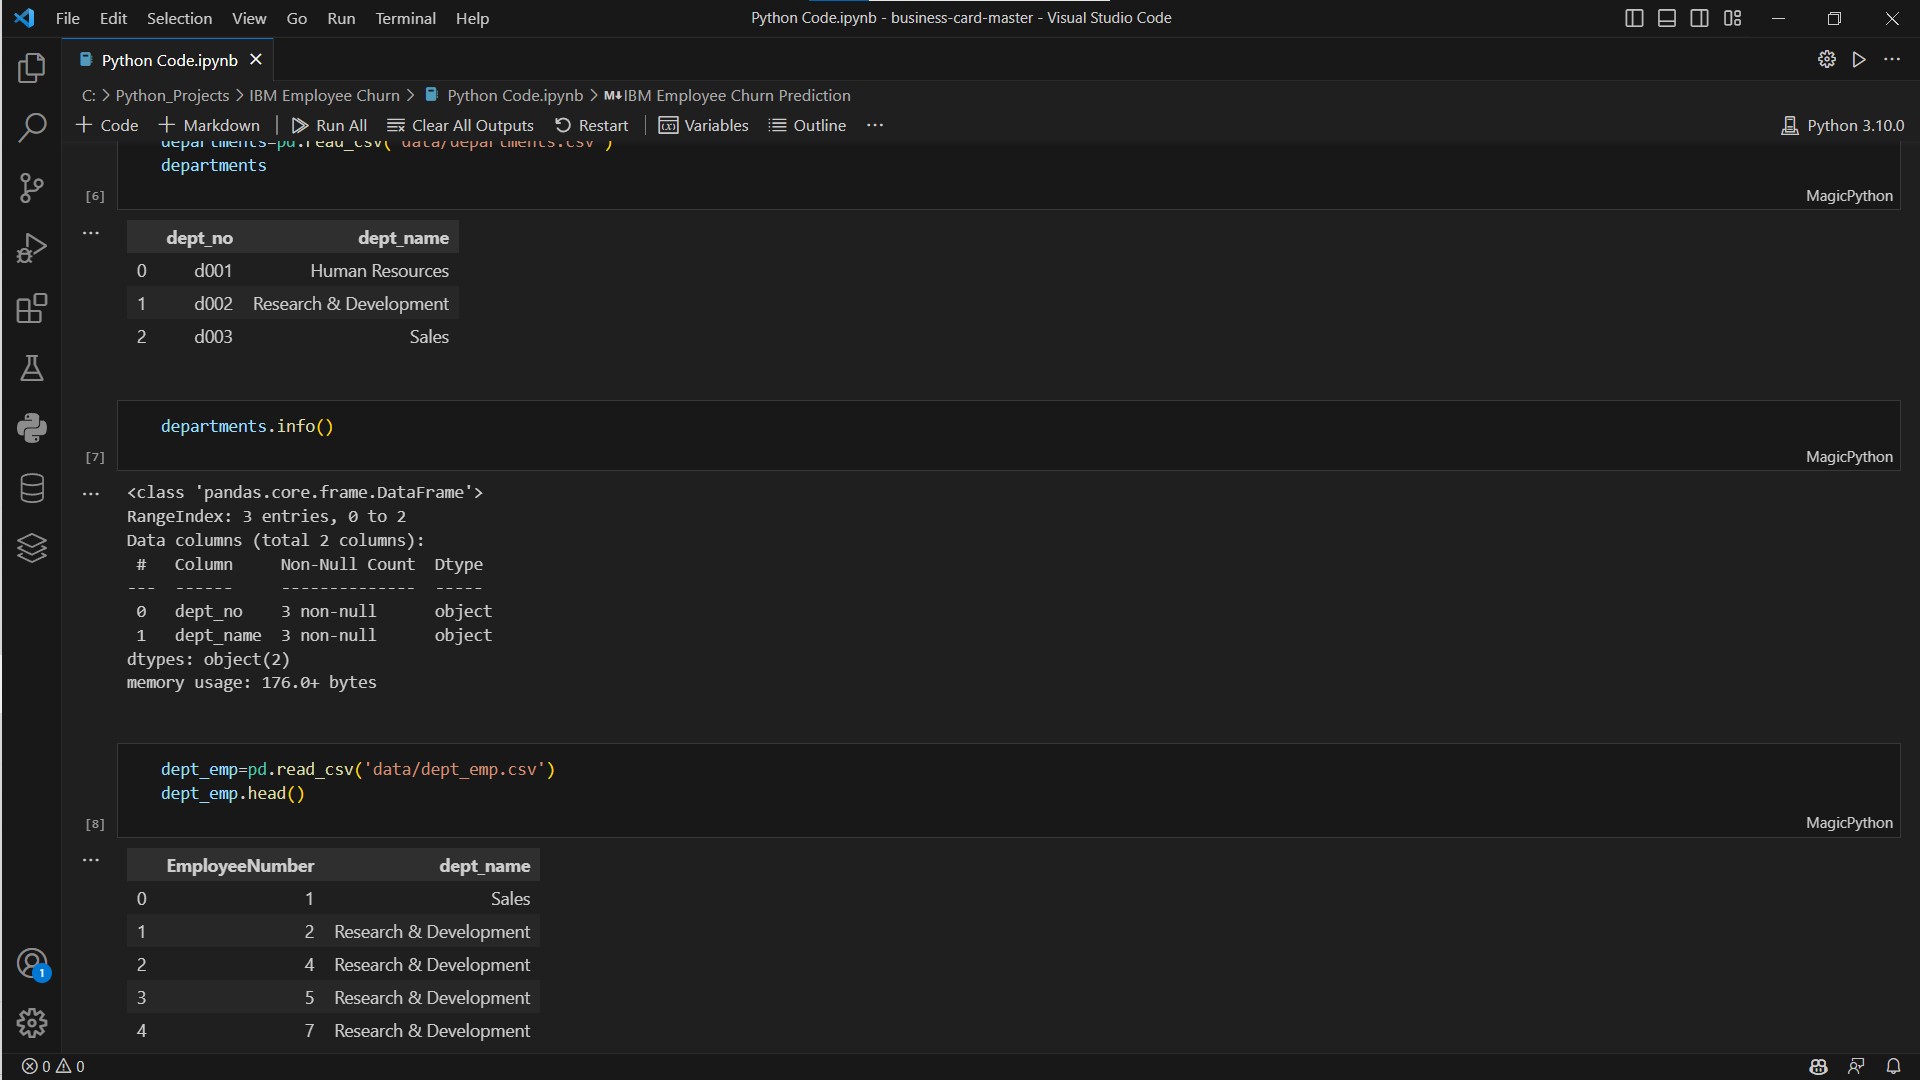 File Edit Selection View Go Run Terminal Help
Python Code.ipynb - business-card-master - Visual Studio Code
Python Code.ipynb
C: > Python_Projects > IBM Employee Churn > Python Code.ipynb > M↓IBM Employee Churn Prediction
+ Code + Markdown Run All Clear All Outputs Restart Variables Outline ...
Python 3.10.0
departments=pd.read_csv('data/departments.csv')
departments
[6]
MagicPython
...
dept_no dept_name
0 d001 Human Resources
1 d002 Research & Development
2 d003 Sales
departments.info()
[7]
MagicPython
...
<class 'pandas.core.frame.DataFrame'>
RangeIndex: 3 entries, 0 to 2
Data columns (total 2 columns):
 #   Column     Non-Null Count  Dtype
---  ------     --------------  -----
 0   dept_no    3 non-null      object
 1   dept_name  3 non-null      object
dtypes: object(2)
memory usage: 176.0+ bytes
dept_emp=pd.read_csv('data/dept_emp.csv')
dept_emp.head()
[8]
MagicPython
...
EmployeeNumber dept_name
0 1 Sales
1 2 Research & Development
2 4 Research & Development
3 5 Research & Development
4 7 Research & Development
1
0 0